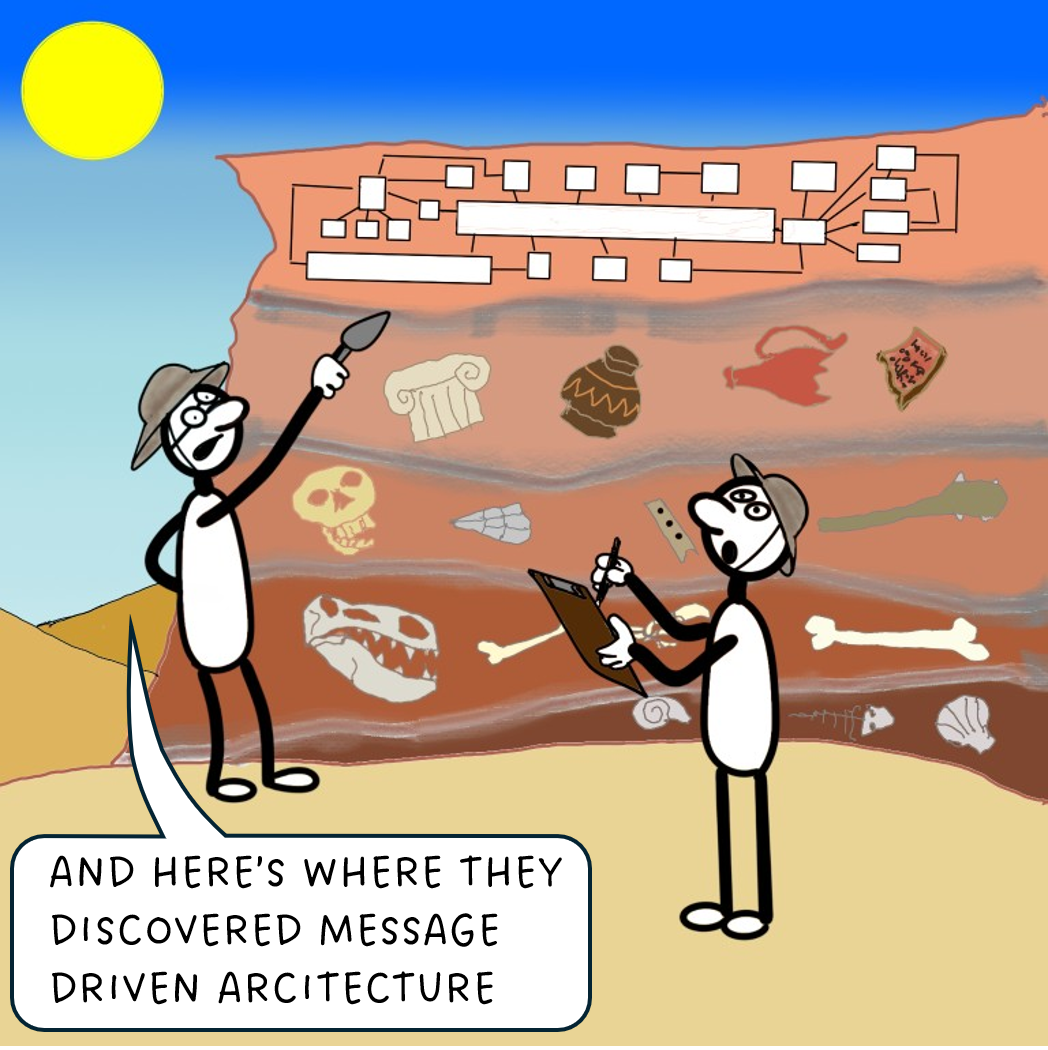 AND HERE'S WHERE THEY
DISCOVERED MESSAGE
DRIVEN ARCITECTURE